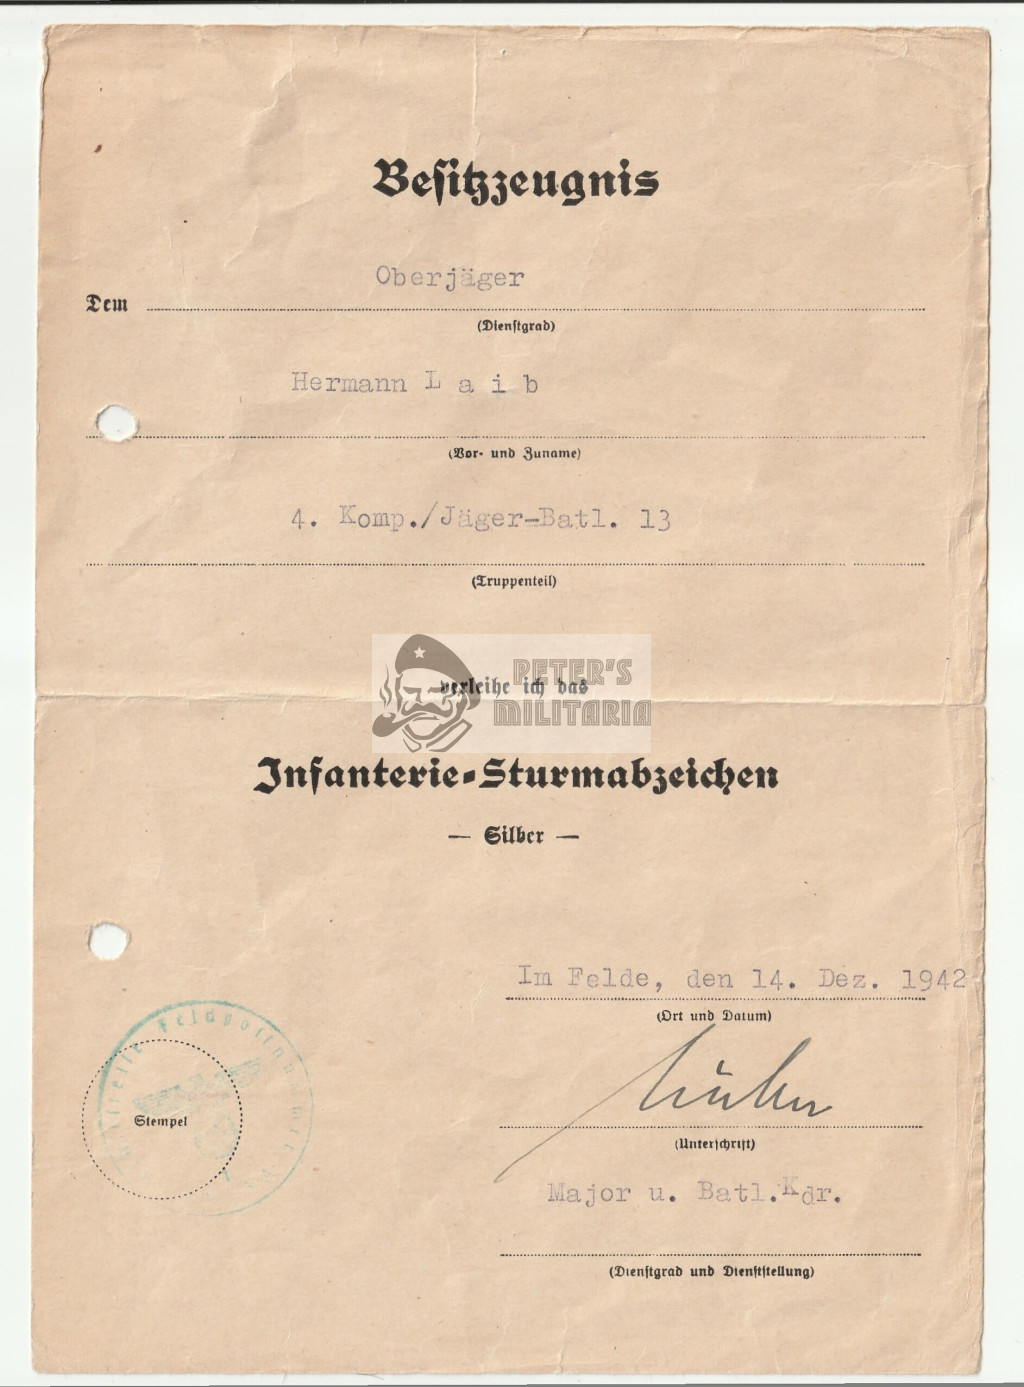 Besitzzeugnis
Oberjäger
Dem
(Dienstgrad)
Hermann L a i b
(Vor- und Zuname)
4. Komp./Jäger-Batl. 13
(Truppenteil)
verleihe ich das
PETER'S
MILITARIA
Infanterie-Sturmabzeichen
— Silber —
Im Felde, den 14. Dez. 1942
(Ort und Datum)
Feldpostnummer
Stempel
(Unterschrift)
Major u. Batl.Kdr.
(Dienstgrad und Dienststellung)